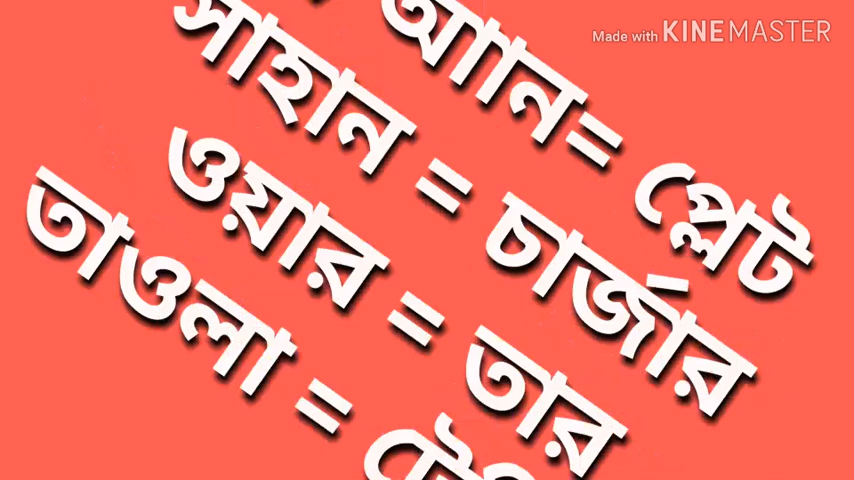 Made with KINEMASTER
= প্লেট
সাহান = চার্জার
ওয়ার = তার
তাওলা =